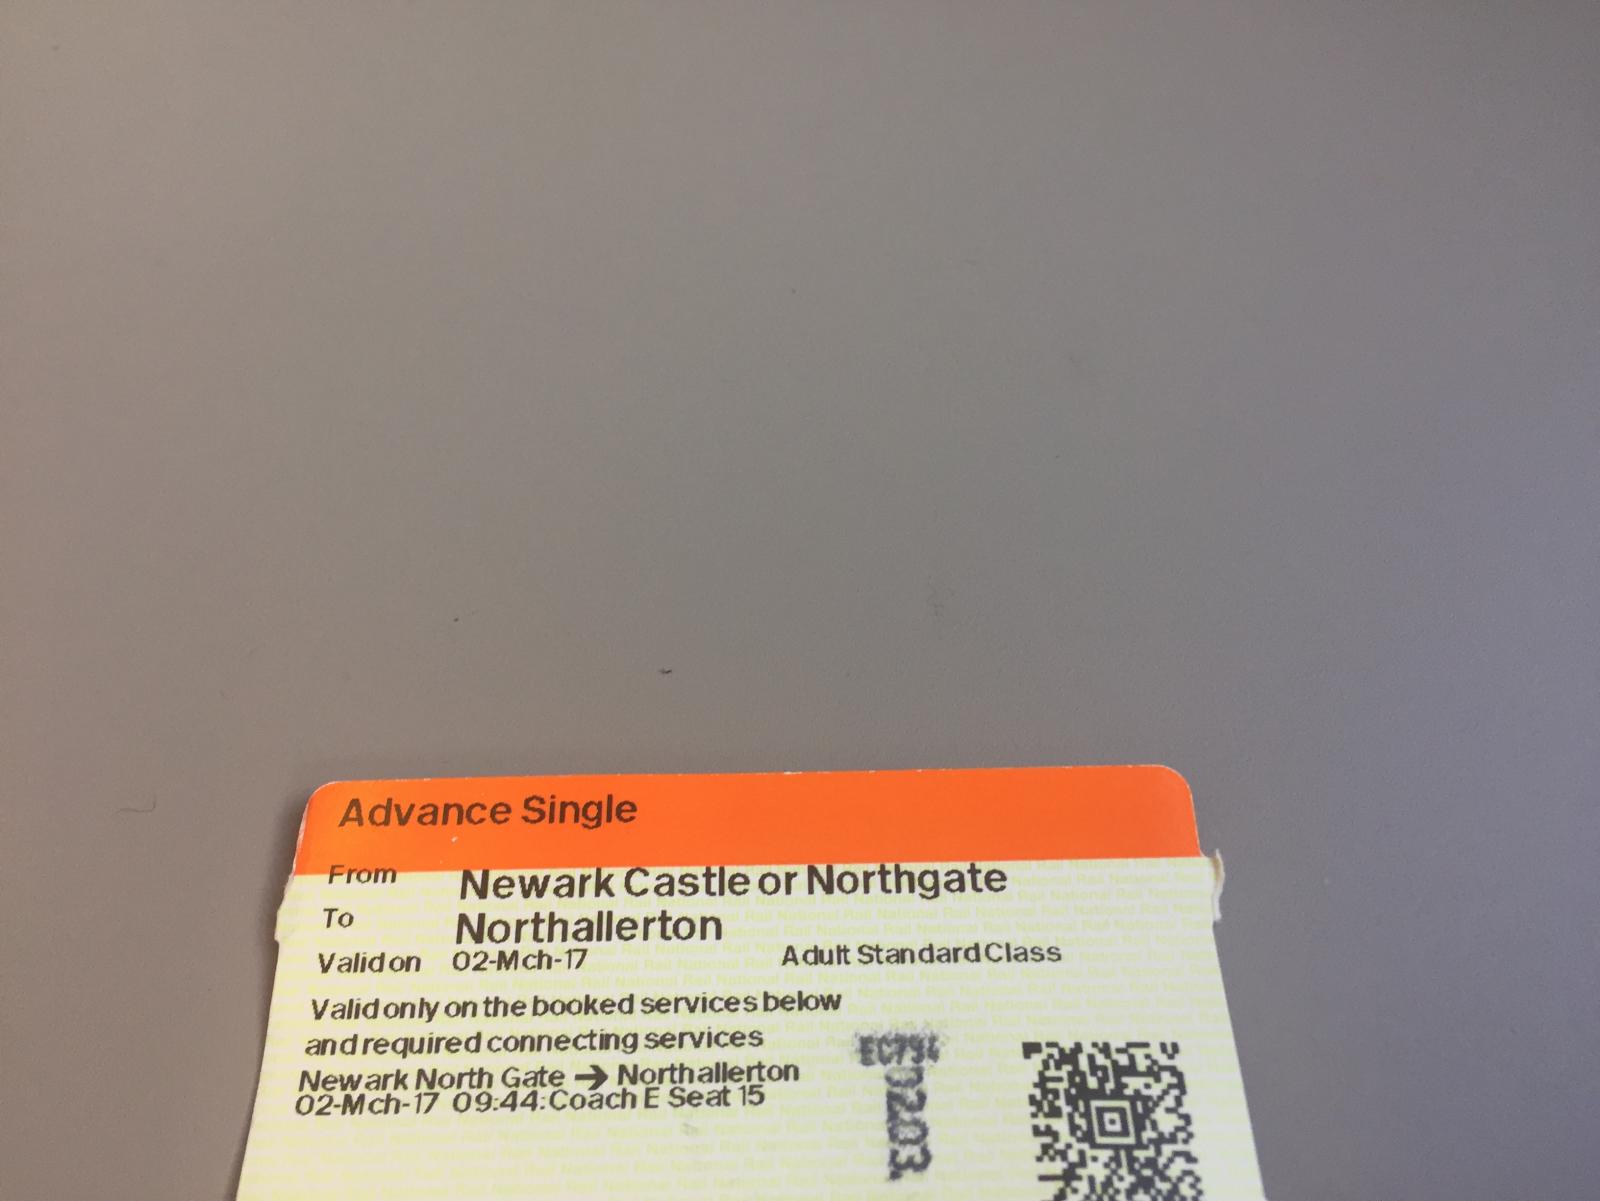 Advance Single
From Newark Castle or Northgate
To Northallerton
Valid on 02-Mch-17 Adult Standard Class
Valid only on the booked services below
and required connecting services
Newark North Gate → Northallerton
02-Mch-17 09:44:Coach E Seat 15